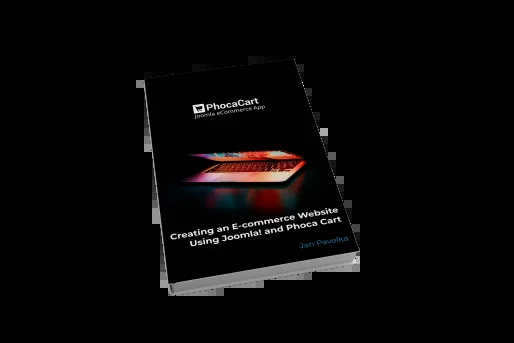 PhocaCart
Joomla eCommerce App
Creating an E-commerce Website
Using Joomla! and Phoca Cart
Jan Pavelka